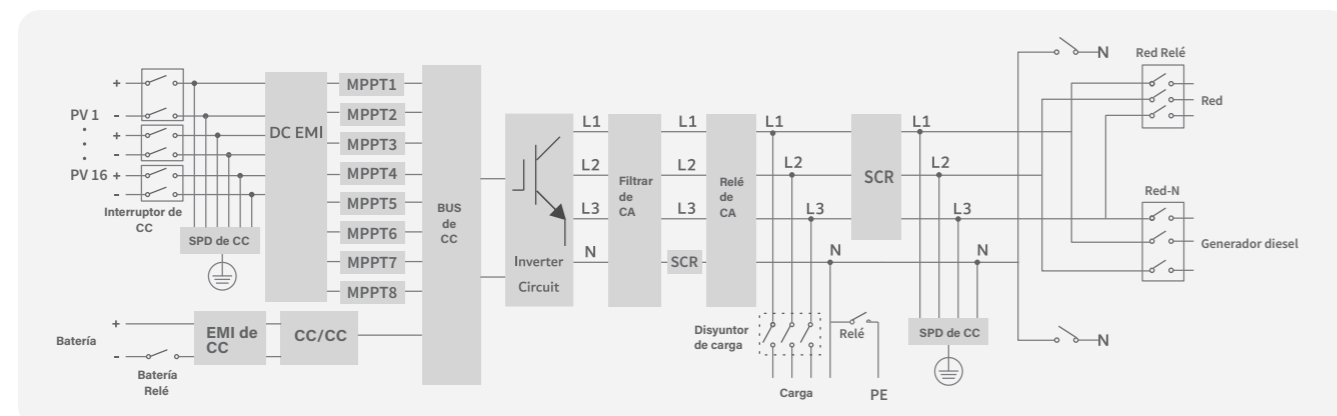 +
PV 1 -
+
-
PV 16 +
-
Interruptor de
CC
SPD de CC
DC EMI
MPPT1
MPPT2
MPPT3
MPPT4
MPPT5
MPPT6
MPPT7
MPPT8
Batería
+
-
Batería
Relé
EMI de
CC
CC/CC
BUS
de
CC
Inverter
Circuit
L1
L2
L3
N
Filtrar
de
CA
L1
L2
L3
SCR
Relé
de
CA
L1
L2
L3
N
Disyuntor
de carga
Carga
Relé
PE
SCR
L1
L2
L3
N
SPD de CC
N
Red Relé
Red
Red-N
Generador diesel
N